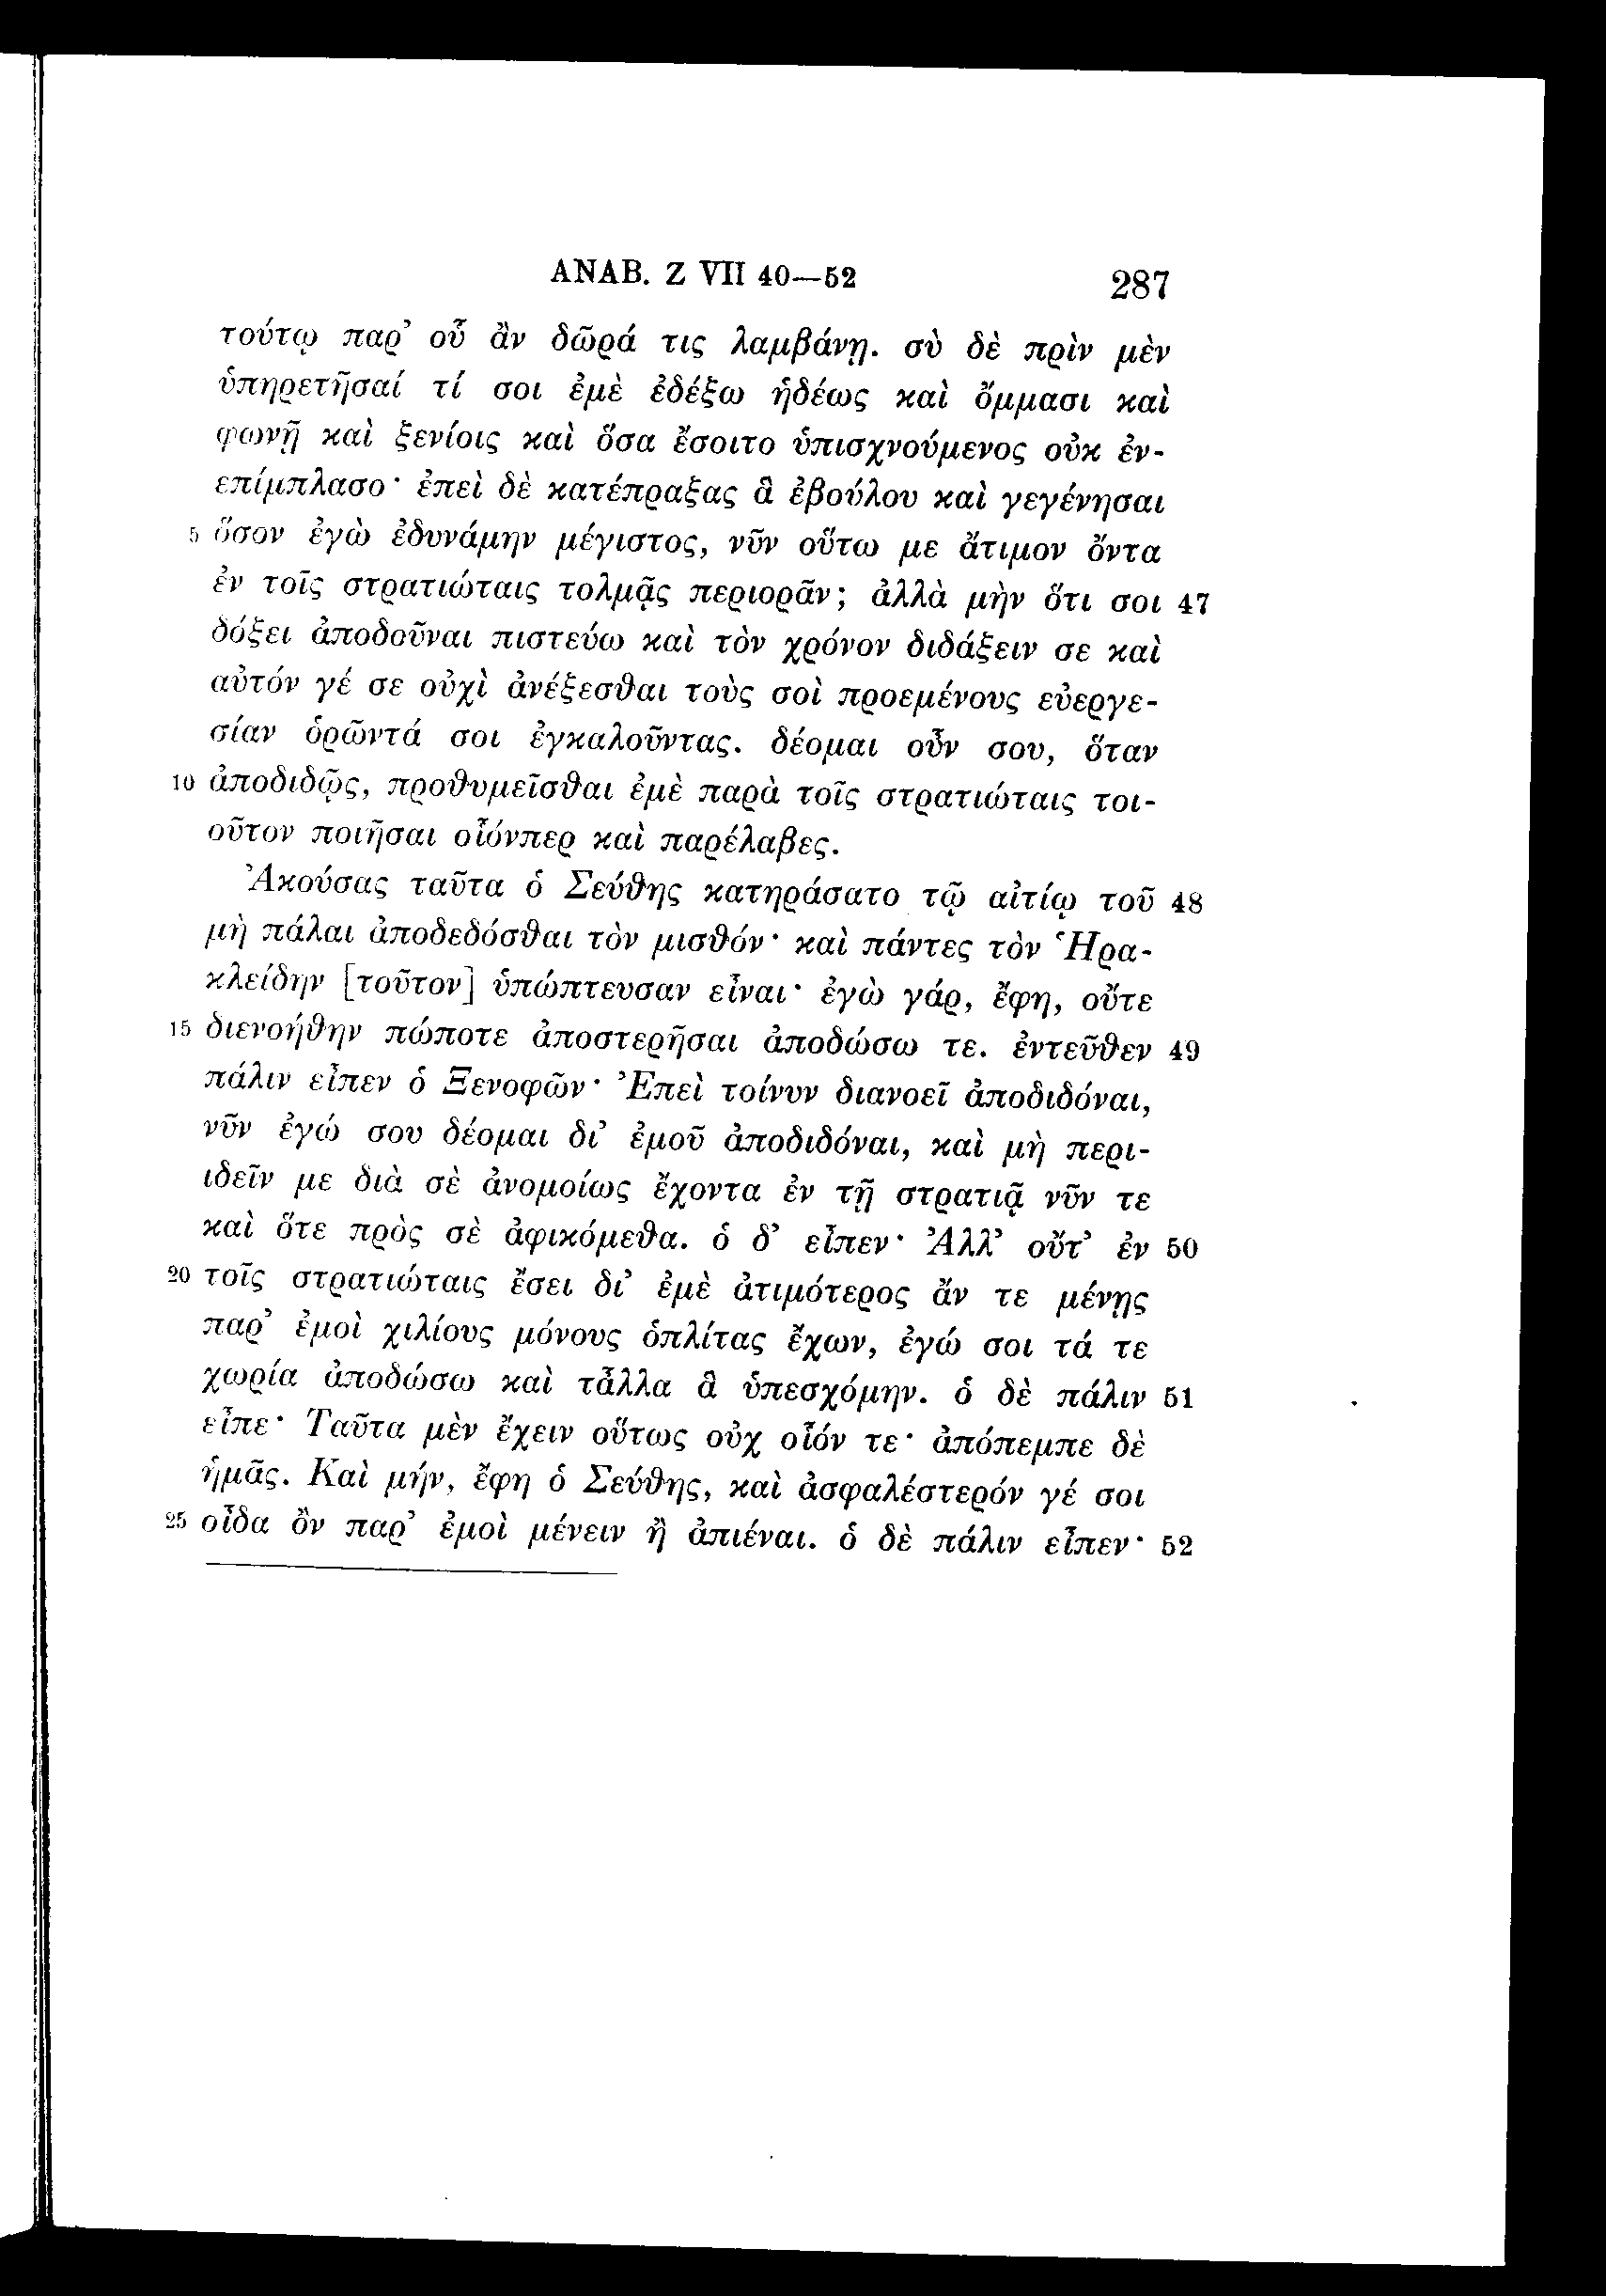 ΑΝΑΒ. Ζ VII 40—52 287
τούτῳ παρ’ οὗ ἂν δῶρά τις λαμβάνῃ. σὺ δὲ πρὶν μὲν
ὑπηρετῆσαί τί σοι ἐμὲ ἐδέξω ἡδέως καὶ ὄμμασι καὶ
φωνῇ καὶ ξενίοις καὶ ὅσα ἔσοιτο ὑπισχνούμενος οὐκ ἐν-
επίμπλασο· ἐπεὶ δὲ κατέπραξας ἃ ἐβούλου καὶ γεγένησαι
5 ὅσον ἐγὼ ἐδυνάμην μέγιστος, νῦν οὕτω με ἄτιμον ὄντα
ἐν τοῖς στρατιώταις τολμᾷς περιορᾶν; ἀλλὰ μὴν ὅτι σοι 47
δόξει ἀποδοῦναι πιστεύω καὶ τὸν χρόνον διδάξειν σε καὶ
αὐτόν γέ σε οὐχὶ ἀνέξεσθαι τοὺς σοὶ προεμένους εὐεργε-
σίαν ὁρῶντά σοι ἐγκαλοῦντας. δέομαι οὖν σου, ὅταν
10 ἀποδιδῷς, προθυμεῖσθαι ἐμὲ παρὰ τοῖς στρατιώταις τοι-
οῦτον ποιῆσαι οἷόνπερ καὶ παρέλαβες.
Ἀκούσας ταῦτα ὁ Σεύθης κατηράσατο τῷ αἰτίῳ τοῦ 48
μὴ πάλαι ἀποδεδόσθαι τὸν μισθόν· καὶ πάντες τὸν Ἡρα-
κλείδην [τοῦτον] ὑπώπτευσαν εἶναι· ἐγὼ γάρ, ἔφη, οὔτε
15 διενοήθην πώποτε ἀποστερῆσαι ἀποδώσω τε. ἐντεῦθεν 49
πάλιν εἶπεν ὁ Ξενοφῶν· Ἐπεὶ τοίνυν διανοεῖ ἀποδιδόναι,
νῦν ἐγώ σου δέομαι δι’ ἐμοῦ ἀποδιδόναι, καὶ μὴ περι-
ιδεῖν με διὰ σὲ ἀνομοίως ἔχοντα ἐν τῇ στρατιᾷ νῦν τε
καὶ ὅτε πρὸς σὲ ἀφικόμεθα. ὁ δ’ εἶπεν· Ἀλλ’ οὔτ’ ἐν 50
20 τοῖς στρατιώταις ἔσει δι’ ἐμὲ ἀτιμότερος ἄν τε μένῃς
παρ’ ἐμοὶ χιλίους μόνους ὁπλίτας ἔχων, ἐγώ σοι τά τε
χωρία ἀποδώσω καὶ τἆλλα ἃ ὑπεσχόμην. ὁ δὲ πάλιν 51
εἶπε· Ταῦτα μὲν ἔχειν οὕτως οὐχ οἷόν τε· ἀπόπεμπε δὲ
ἡμᾶς. Καὶ μήν, ἔφη ὁ Σεύθης, καὶ ἀσφαλέστερόν γέ σοι
25 οἶδα ὂν παρ’ ἐμοὶ μένειν ἢ ἀπιέναι. ὁ δὲ πάλιν εἶπεν· 52